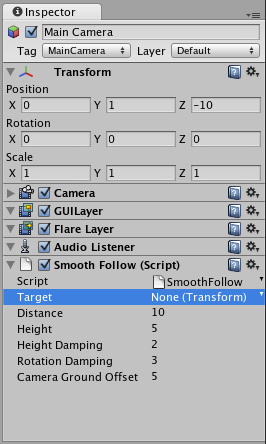 Inspector
Main Camera
Tag MainCamera Layer Default
Transform
Position
X 0 Y 1 Z -10
Rotation
X 0 Y 0 Z 0
Scale
X 1 Y 1 Z 1
Camera
GUILayer
Flare Layer
Audio Listener
Smooth Follow (Script)
Script SmoothFollow
Target None (Transform)
Distance 10
Height 5
Height Damping 2
Rotation Damping 3
Camera Ground Offset 5